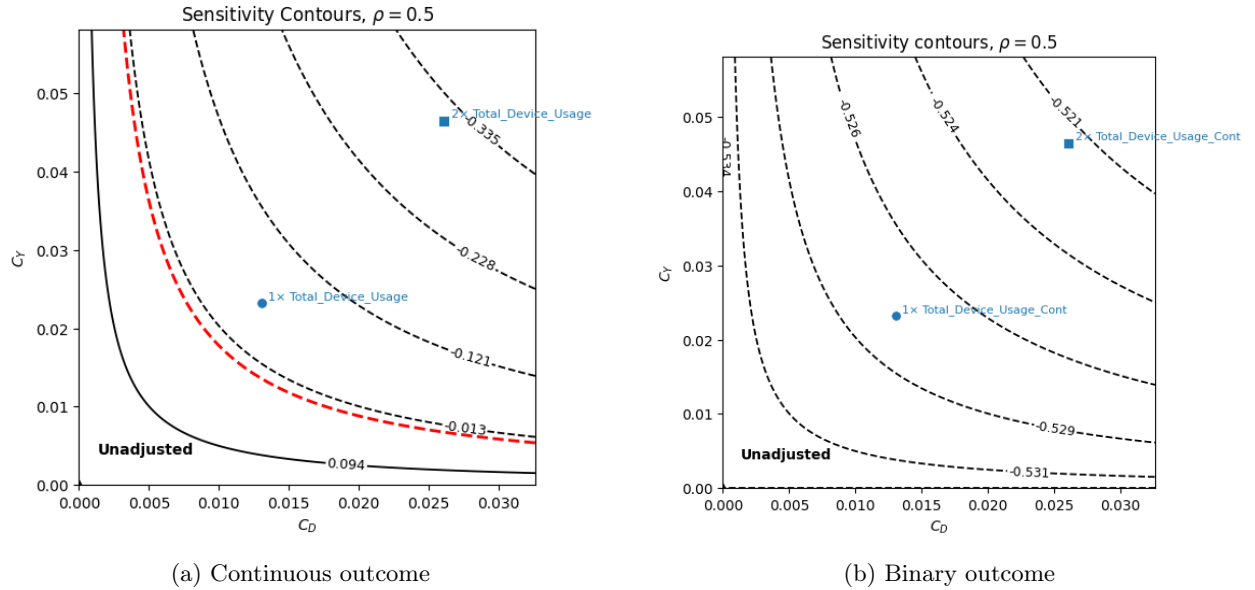 Sensitivity Contours, ρ = 0.5
0.05
0.04
0.03
0.02
0.01
0.00
C_Y
2× Total_Device_Usage
-0.335
-0.228
1× Total_Device_Usage
-0.121
-0.013
Unadjusted
0.094
0.000 0.005 0.010 0.015 0.020 0.025 0.030
C_D
(a) Continuous outcome
Sensitivity contours, ρ = 0.5
0.05
0.04
0.03
0.02
0.01
0.00
C_Y
-0.534
-0.526
-0.524
-0.521
2× Total_Device_Usage_Cont
1× Total_Device_Usage_Cont
-0.529
Unadjusted
-0.531
0.000 0.005 0.010 0.015 0.020 0.025 0.030
C_D
(b) Binary outcome